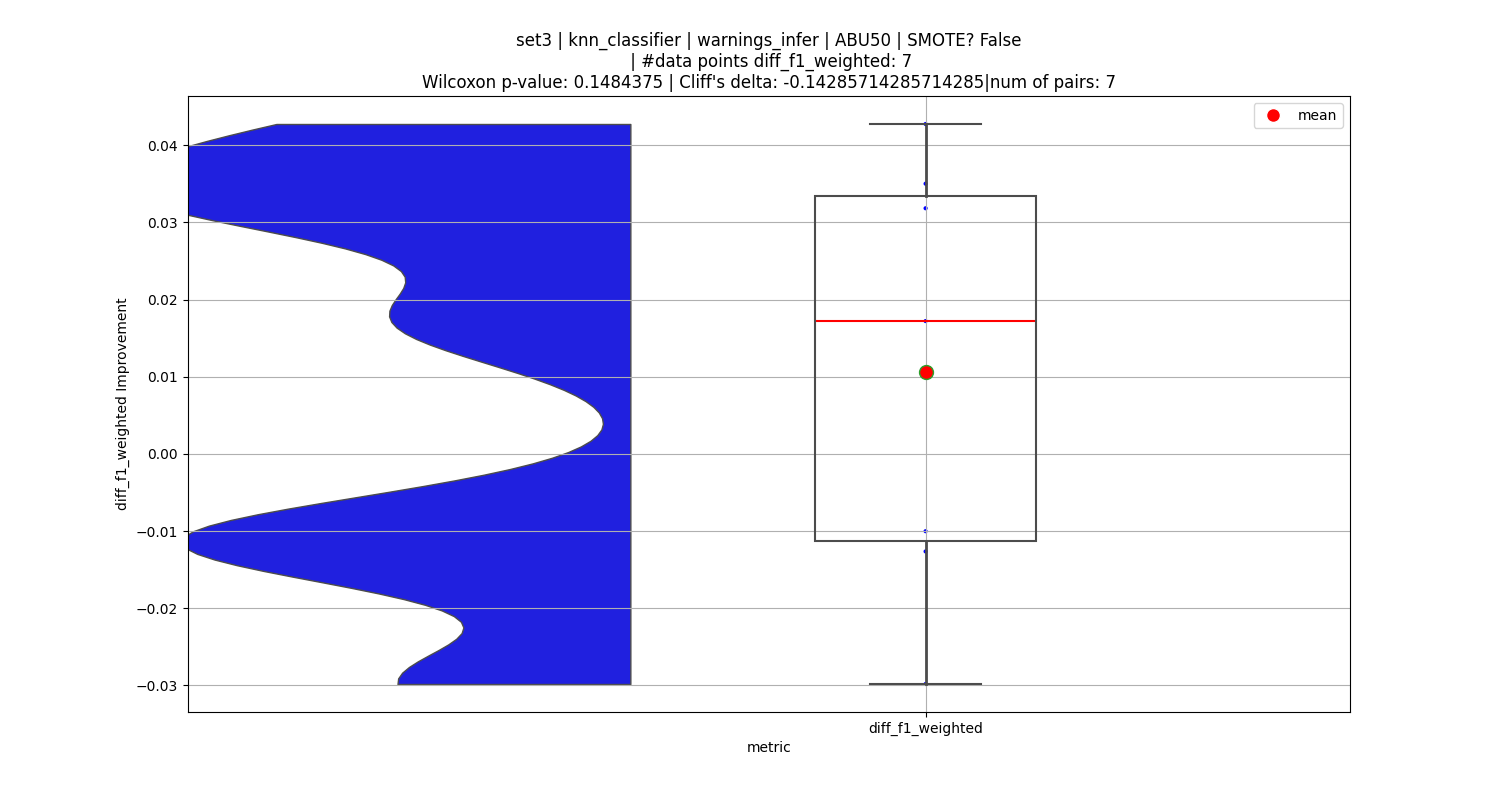 set3 | knn_classifier | warnings_infer | ABU50 | SMOTE? False
| #data points diff_f1_weighted: 7
Wilcoxon p-value: 0.1484375 | Cliff's delta: -0.14285714285714285|num of pairs: 7
mean
0.04
0.03
0.02
0.01
0.00
−0.01
−0.02
−0.03
diff_f1_weighted Improvement
diff_f1_weighted
metric